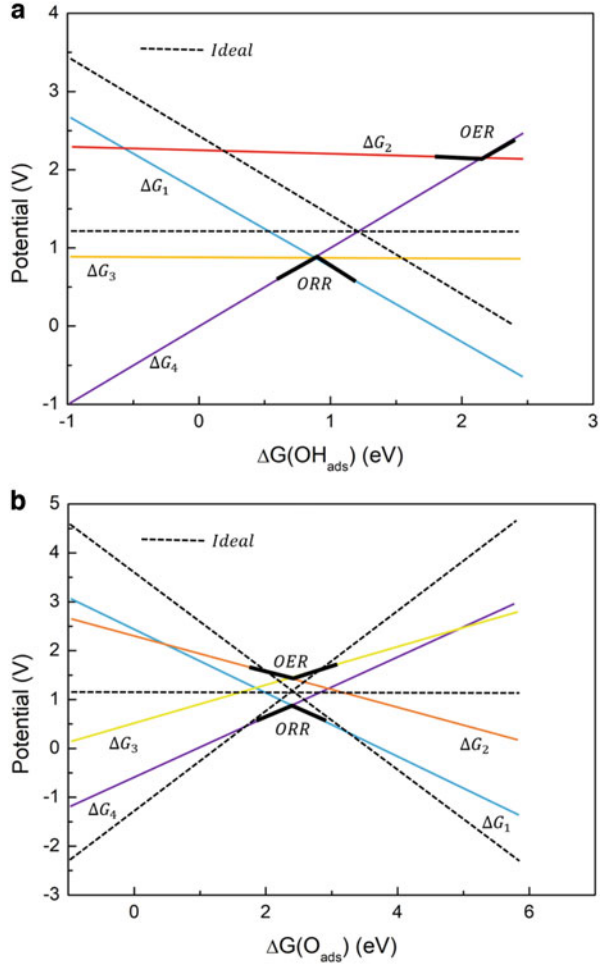 a
Ideal
4
3
2
1
0
-1
Potential (V)
OER
ΔG2
ΔG1
ΔG3
ORR
ΔG4
-1 0 1 2 3
ΔG(OHads) (eV)
b
5
4
3
2
1
0
-1
-2
-3
Potential (V)
Ideal
OER
ORR
ΔG3
ΔG2
ΔG4
ΔG1
0 2 4 6
ΔG(Oads) (eV)